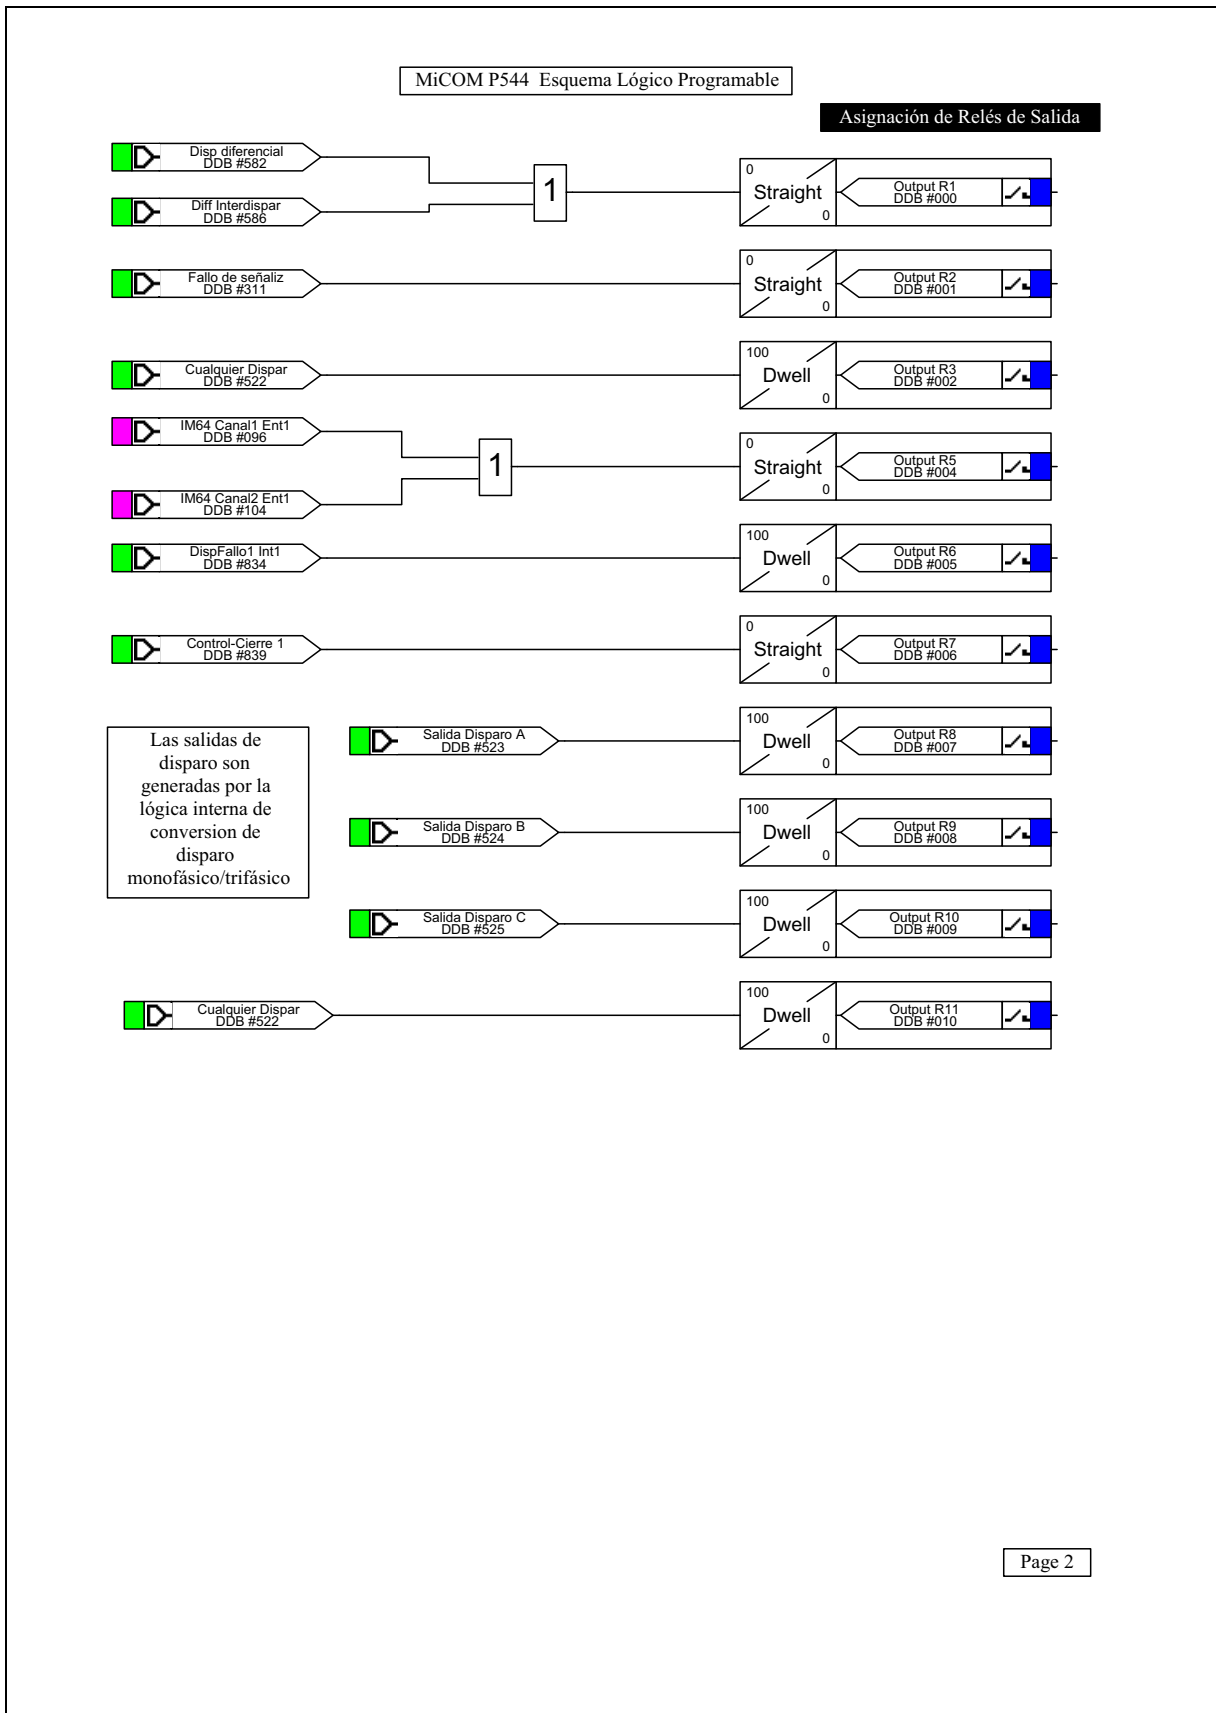 MiCOM P544 Esquema Lógico Programable
Asignación de Relés de Salida
Disp diferencial
DDB #582
Diff Interdispar
DDB #586
1
0
Straight
0
Output R1
DDB #000
Fallo de señaliz
DDB #311
0
Straight
0
Output R2
DDB #001
Cualquier Dispar
DDB #522
100
Dwell
0
Output R3
DDB #002
IM64 Canal1 Ent1
DDB #096
IM64 Canal2 Ent1
DDB #104
1
0
Straight
0
Output R5
DDB #004
DispFallo1 Int1
DDB #834
100
Dwell
0
Output R6
DDB #005
Control-Cierre 1
DDB #839
0
Straight
0
Output R7
DDB #006
Las salidas de
disparo son
generadas por la
lógica interna de
conversion de
disparo
monofásico/trifásico
Salida Disparo A
DDB #523
100
Dwell
0
Output R8
DDB #007
Salida Disparo B
DDB #524
100
Dwell
0
Output R9
DDB #008
Salida Disparo C
DDB #525
100
Dwell
0
Output R10
DDB #009
Cualquier Dispar
DDB #522
100
Dwell
0
Output R11
DDB #010
Page 2